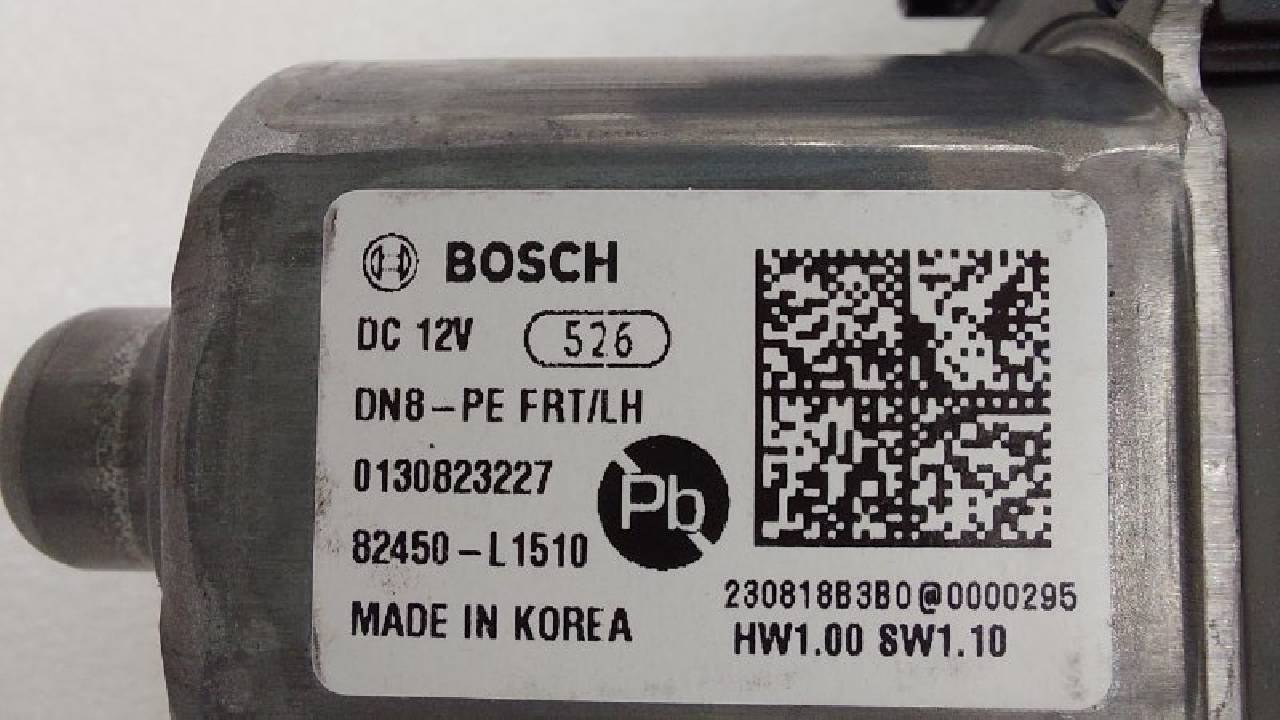 BOSCH
DC 12V 526
DN8-PE FRT/LH
0130823227
Pb
82450-L1510
MADE IN KOREA
230818B3B0@0000295
HW1.00 SW1.10